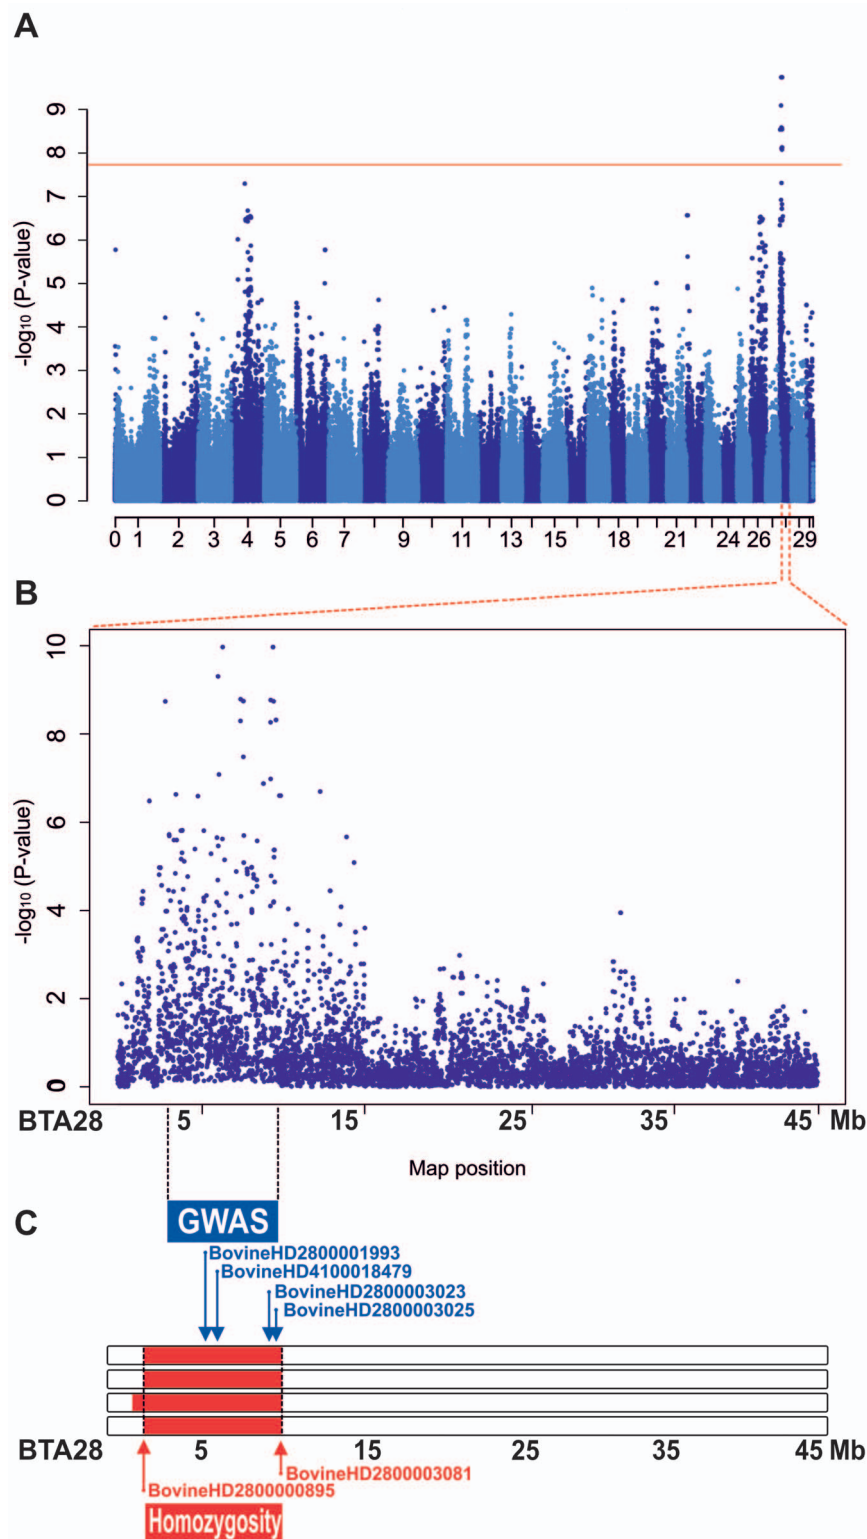 A
-log₁₀ (P-value)
9
8
7
6
5
4
3
2
1
0
0 1 2 3 4 5 6 7 9 11 13 15 18 21 24 26 29
B
-log₁₀ (P-value)
10
8
6
4
2
0
BTA28 5 15 25 35 45 Mb
Map position
GWAS
C
BovineHD2800001993
BovineHD4100018479
BovineHD2800003023
BovineHD2800003025
BTA28 5 15 25 35 45 Mb
BovineHD2800003081
BovineHD2800000895
Homozygosity